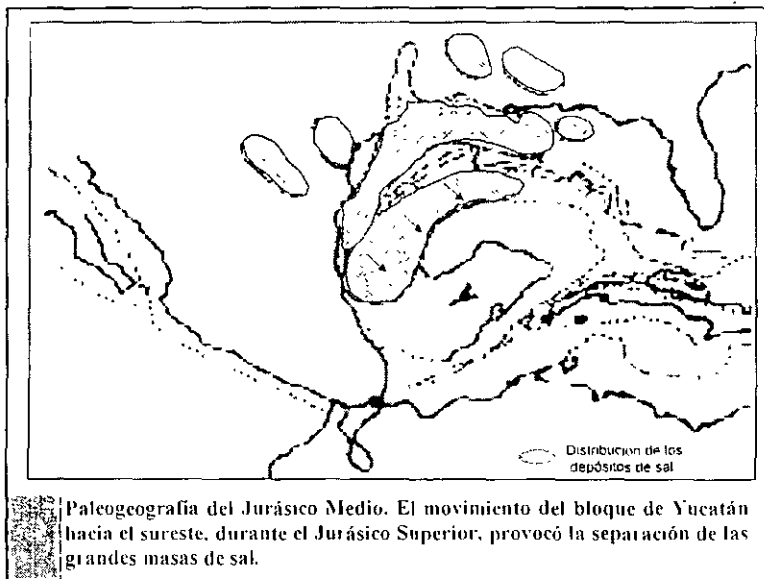 Distribucion de los
depósitos de sal
Paleogeografía del Jurásico Medio. El movimiento del bloque de Yucatán
hacia el sureste, durante el Jurásico Superior, provocó la separación de las
grandes masas de sal.